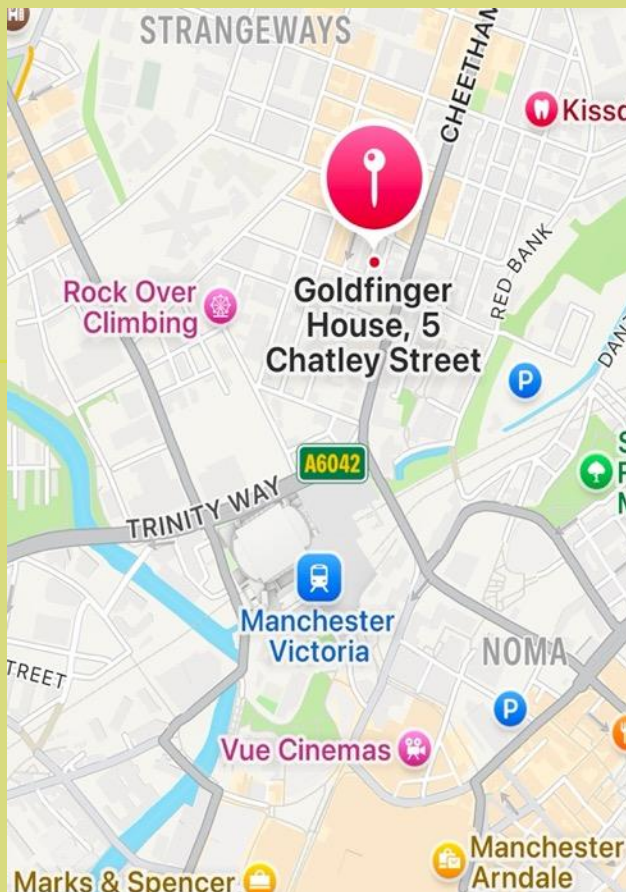 STRANGEWAYS
CHEETHAM
Kisso
Rock Over
Climbing
Goldfinger
House, 5
Chatley Street
RED BANK
P
A6042
TRINITY WAY
Manchester
Victoria
NOMA
STREET
P
Vue Cinemas
Manchester
Arndale
Marks & Spencer